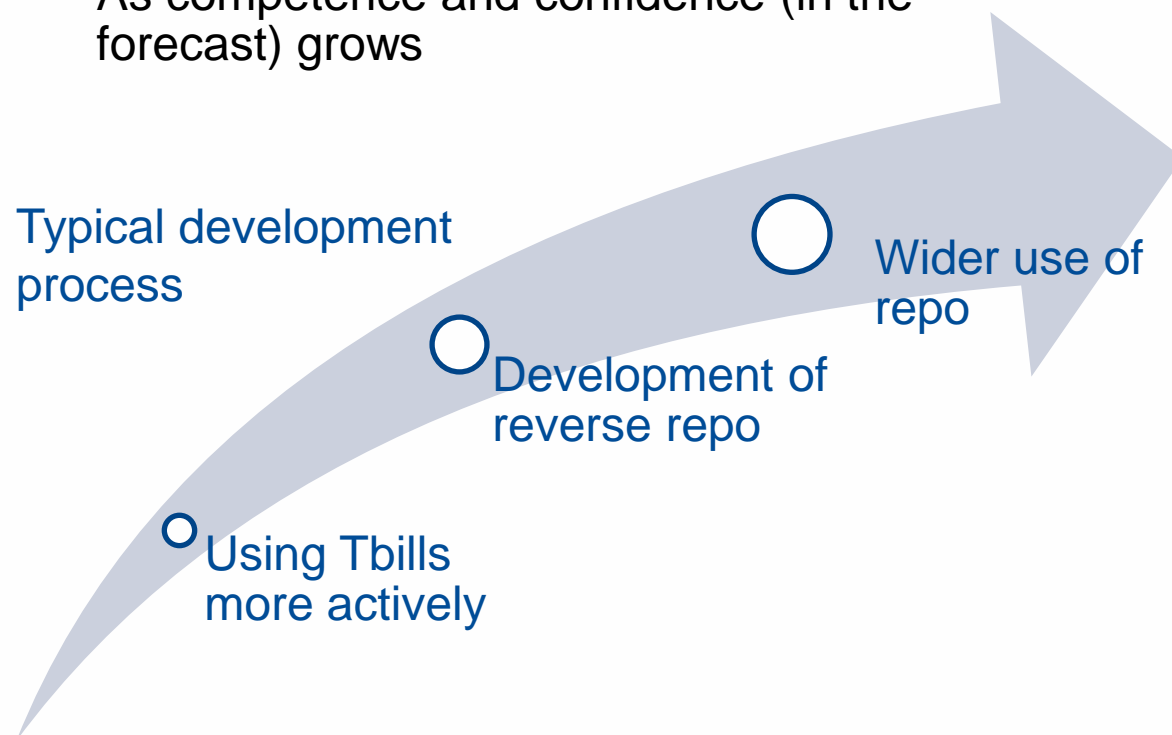 As competence and confidence (in the
forecast) grows
Typical development
process
Wider use of
repo
Development of
reverse repo
Using Tbills
more actively